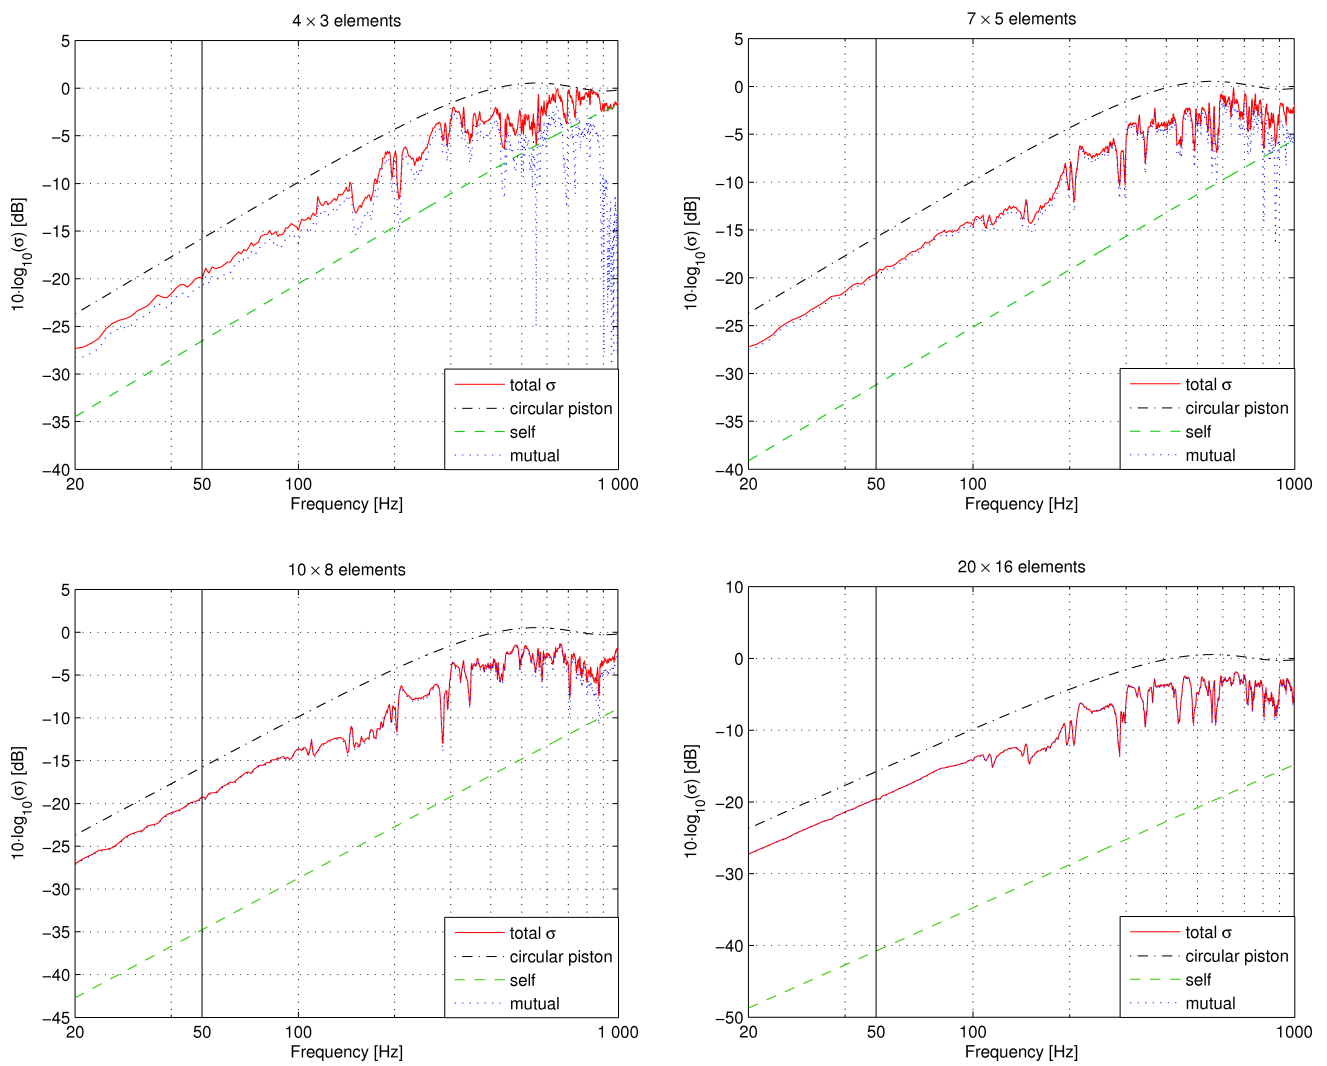 4 × 3 elements
5
0
−5
−10
−15
−20
−25
−30
−35
−40
10·log10(σ) [dB]
20
50
100
1 000
Frequency [Hz]
total σ
circular piston
self
mutual
7 × 5 elements
5
0
−5
−10
−15
−20
−25
−30
−35
−40
10·log10(σ) [dB]
20
50
100
1 000
Frequency [Hz]
total σ
circular piston
self
mutual
10 × 8 elements
5
0
−5
−10
−15
−20
−25
−30
−35
−40
−45
10·log10(σ) [dB]
20
50
100
1 000
Frequency [Hz]
total σ
circular piston
self
mutual
20 × 16 elements
10
0
−10
−20
−30
−40
−50
10·log10(σ) [dB]
20
50
100
1000
Frequency [Hz]
total σ
circular piston
self
mutual